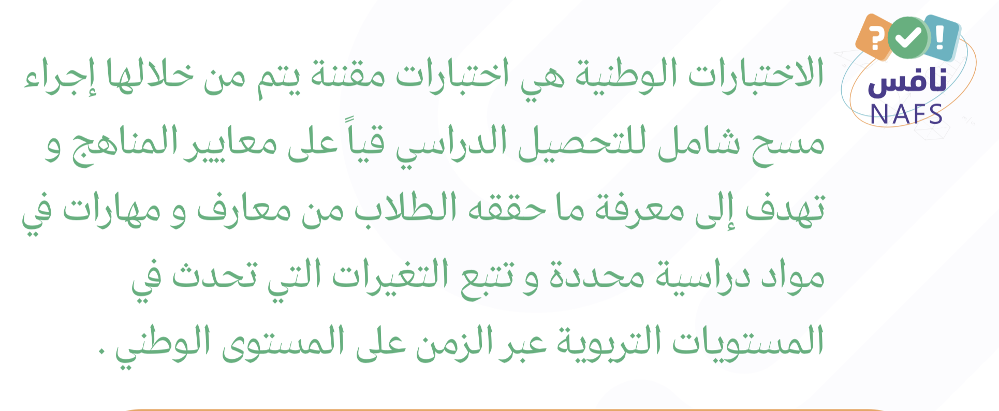 نافس
NAFS
الاختبارات الوطنية هي اختبارات مقننة يتم من خلالها إجراء
مسح شامل للتحصيل الدراسي قياً على معايير المناهج و
تهدف إلى معرفة ما حققه الطلاب من معارف و مهارات في
مواد دراسية محددة و تتبع التغيرات التي تحدث في
المستويات التربوية عبر الزمن على المستوى الوطني .